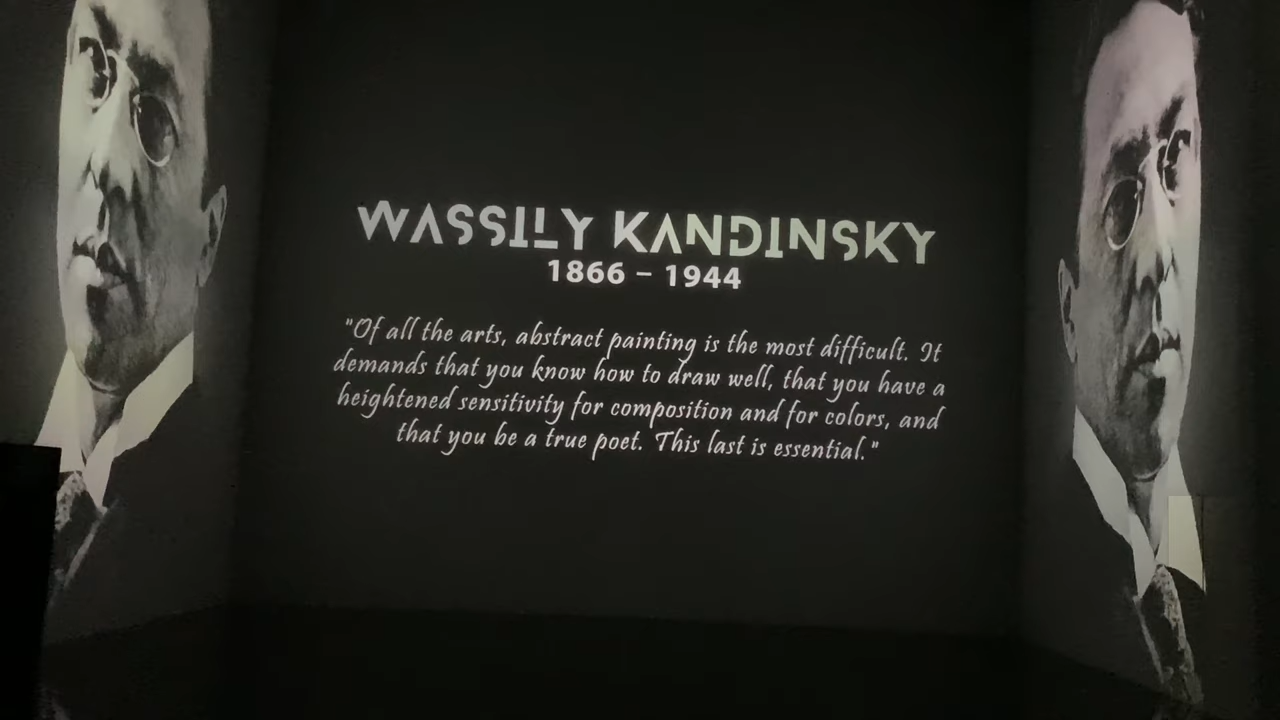 WASSILY KANDINSKY
1866 – 1944
"Of all the arts, abstract painting is the most difficult. It
demands that you know how to draw well, that you have a
heightened sensitivity for composition and for colors, and
that you be a true poet. This last is essential."